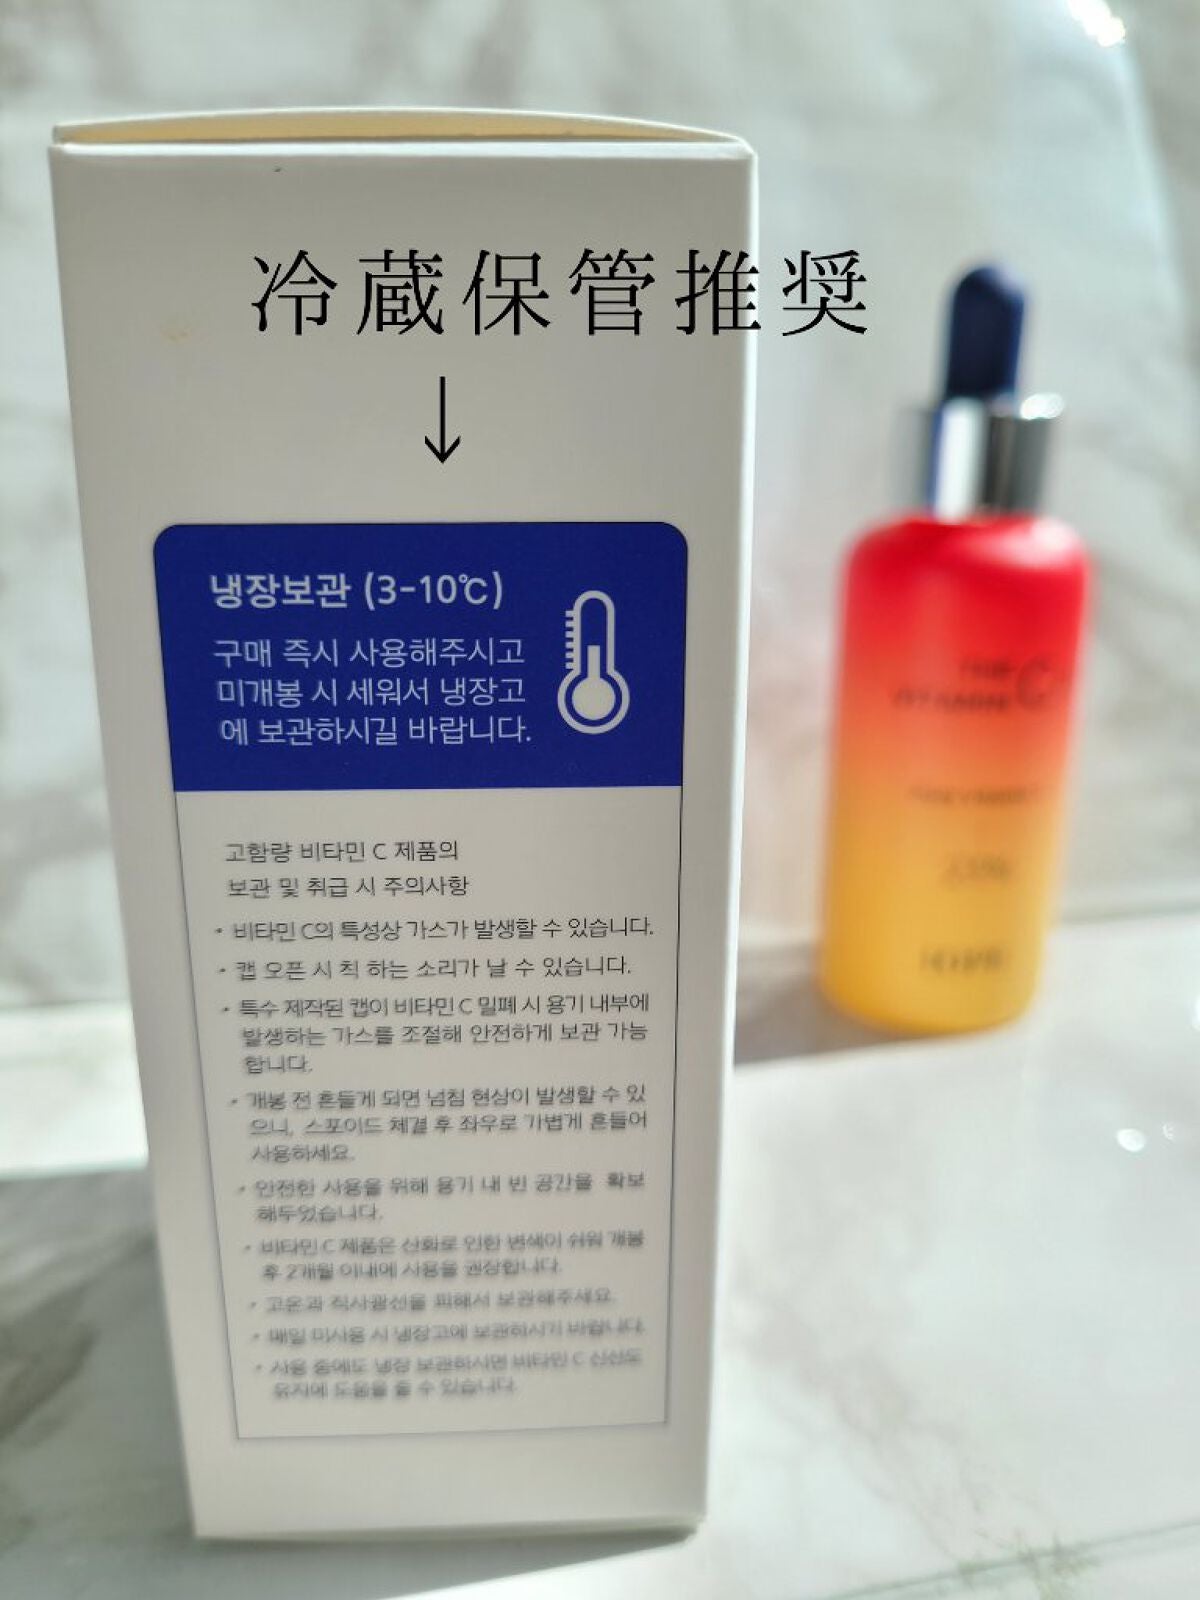 冷蔵保管推奨
↓
냉장보관 (3-10℃)
구매 즉시 사용해주시고
미개봉 시 세워서 냉장고
에 보관하시길 바랍니다.
고함량 비타민 C 제품의
보관 및 취급 시 주의사항
• 비타민 C의 특성상 가스가 발생할 수 있습니다.
• 캡 오픈 시 칙 하는 소리가 날 수 있습니다.
• 특수 제작된 캡이 비타민 C 밀폐 시 용기 내부에
발생하는 가스를 조절해 안전하게 보관 가능
합니다.
• 개봉 전 흔들게 되면 넘침 현상이 발생할 수 있
으니, 스포이드 체결 후 좌우로 가볍게 흔들어
사용하세요.
• 안전한 사용을 위해 용기 내 빈 공간을 확보
해두었습니다.
• 비타민 C 제품은 산화로 인한 변색이 쉬워 개봉
후 2개월 이내에 사용을 권장합니다.
• 고온과 직사광선을 피해서 보관해주세요.
• 매일 미사용 시 냉장고에 보관하시기 바랍니다.
• 사용 중에도 냉장 보관하시면 비타민 C 신선도
유지에 도움을 줄 수 있습니다.
THE
VITAMIN C